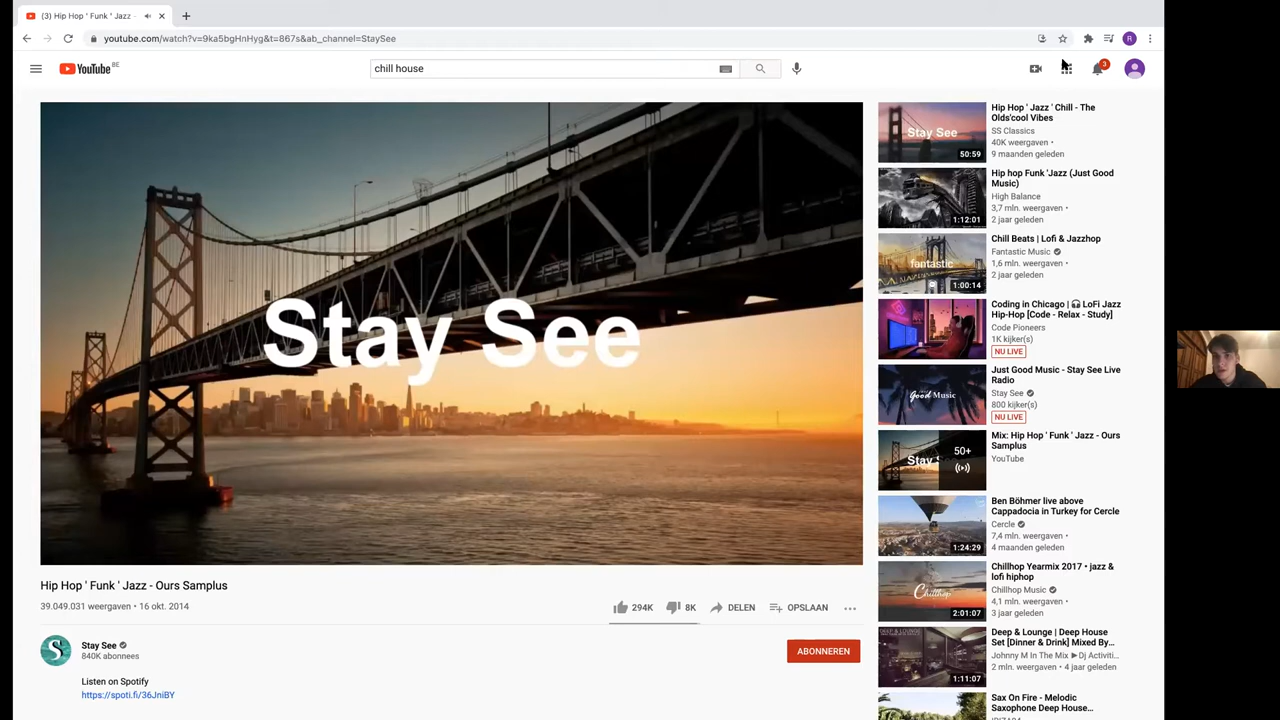 (3) Hip Hop ' Funk ' Jazz -
youtube.com/watch?v=9ka5bgHnHyg&t=867s&ab_channel=StaySee
R
YouTube BE
chill house
3
Stay See
Hip Hop ' Funk ' Jazz - Ours Samplus
39.049.031 weergaven • 16 okt. 2014
294K
8K
DELEN
OPSLAAN
Stay See
840K abonnees
ABONNEREN
Listen on Spotify
https://spoti.fi/36JniBY
Stay See
50:59
Hip Hop ' Jazz ' Chill - The
Olds'cool Vibes
SS Classics
40K weergaven •
9 maanden geleden
1:12:01
Hip hop Funk 'Jazz (Just Good
Music)
High Balance
3,7 mln. weergaven •
2 jaar geleden
fantastic
1:00:14
Chill Beats | Lofi & Jazzhop
Fantastic Music
1,6 mln. weergaven •
2 jaar geleden
Coding in Chicago | 🎧 LoFi Jazz
Hip-Hop [Code - Relax - Study]
Code Pioneers
1K kijker(s)
NU LIVE
Good Music
Just Good Music - Stay See Live
Radio
Stay See
800 kijker(s)
NU LIVE
50+
Mix: Hip Hop ' Funk ' Jazz - Ours
Samplus
YouTube
1:24:29
Ben Böhmer live above
Cappadocia in Turkey for Cercle
Cercle
7,4 mln. weergaven •
4 maanden geleden
Chillhop
2:01:07
Chillhop Yearmix 2017 • jazz &
lofi hiphop
Chillhop Music
4,1 mln. weergaven •
3 jaar geleden
DEEP & LOUNGE
1:11:07
Deep & Lounge | Deep House
Set [Dinner & Drink] Mixed By...
Johnny M In The Mix ►Dj Activiti...
2 mln. weergaven • 4 jaar geleden
Sax On Fire - Melodic
Saxophone Deep House...